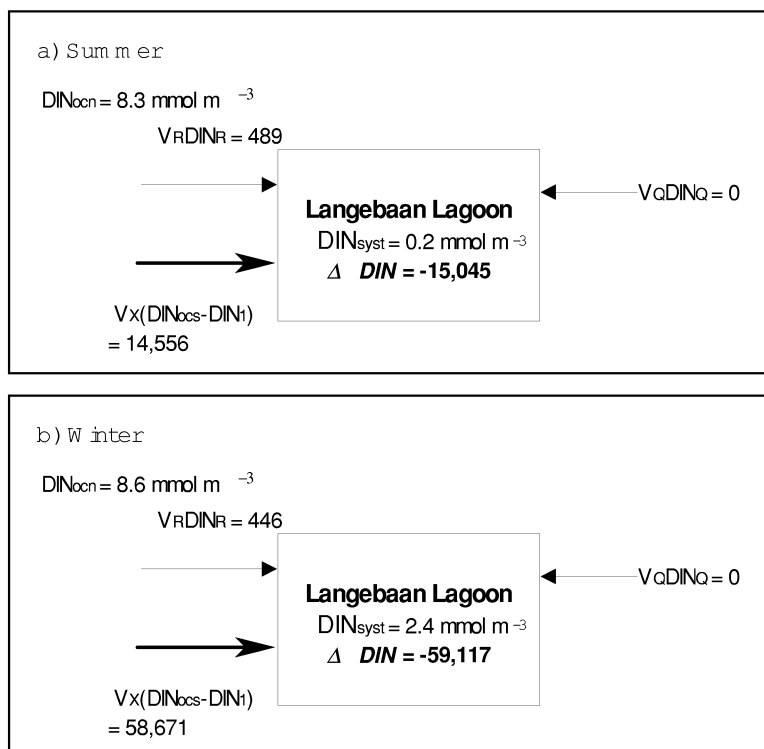 a) Summer
DINocn = 8.3 mmol m −3
VRDINR = 489
VQDINQ = 0
Langebaan Lagoon
DINsyst = 0.2 mmol m −3
Δ DIN = -15,045
Vx(DINocs-DIN1)
= 14,556
b) Winter
DINocn = 8.6 mmol m −3
VRDINR = 446
VQDINQ = 0
Langebaan Lagoon
DINsyst = 2.4 mmol m −3
Δ DIN = -59,117
Vx(DINocs-DIN1)
= 58,671